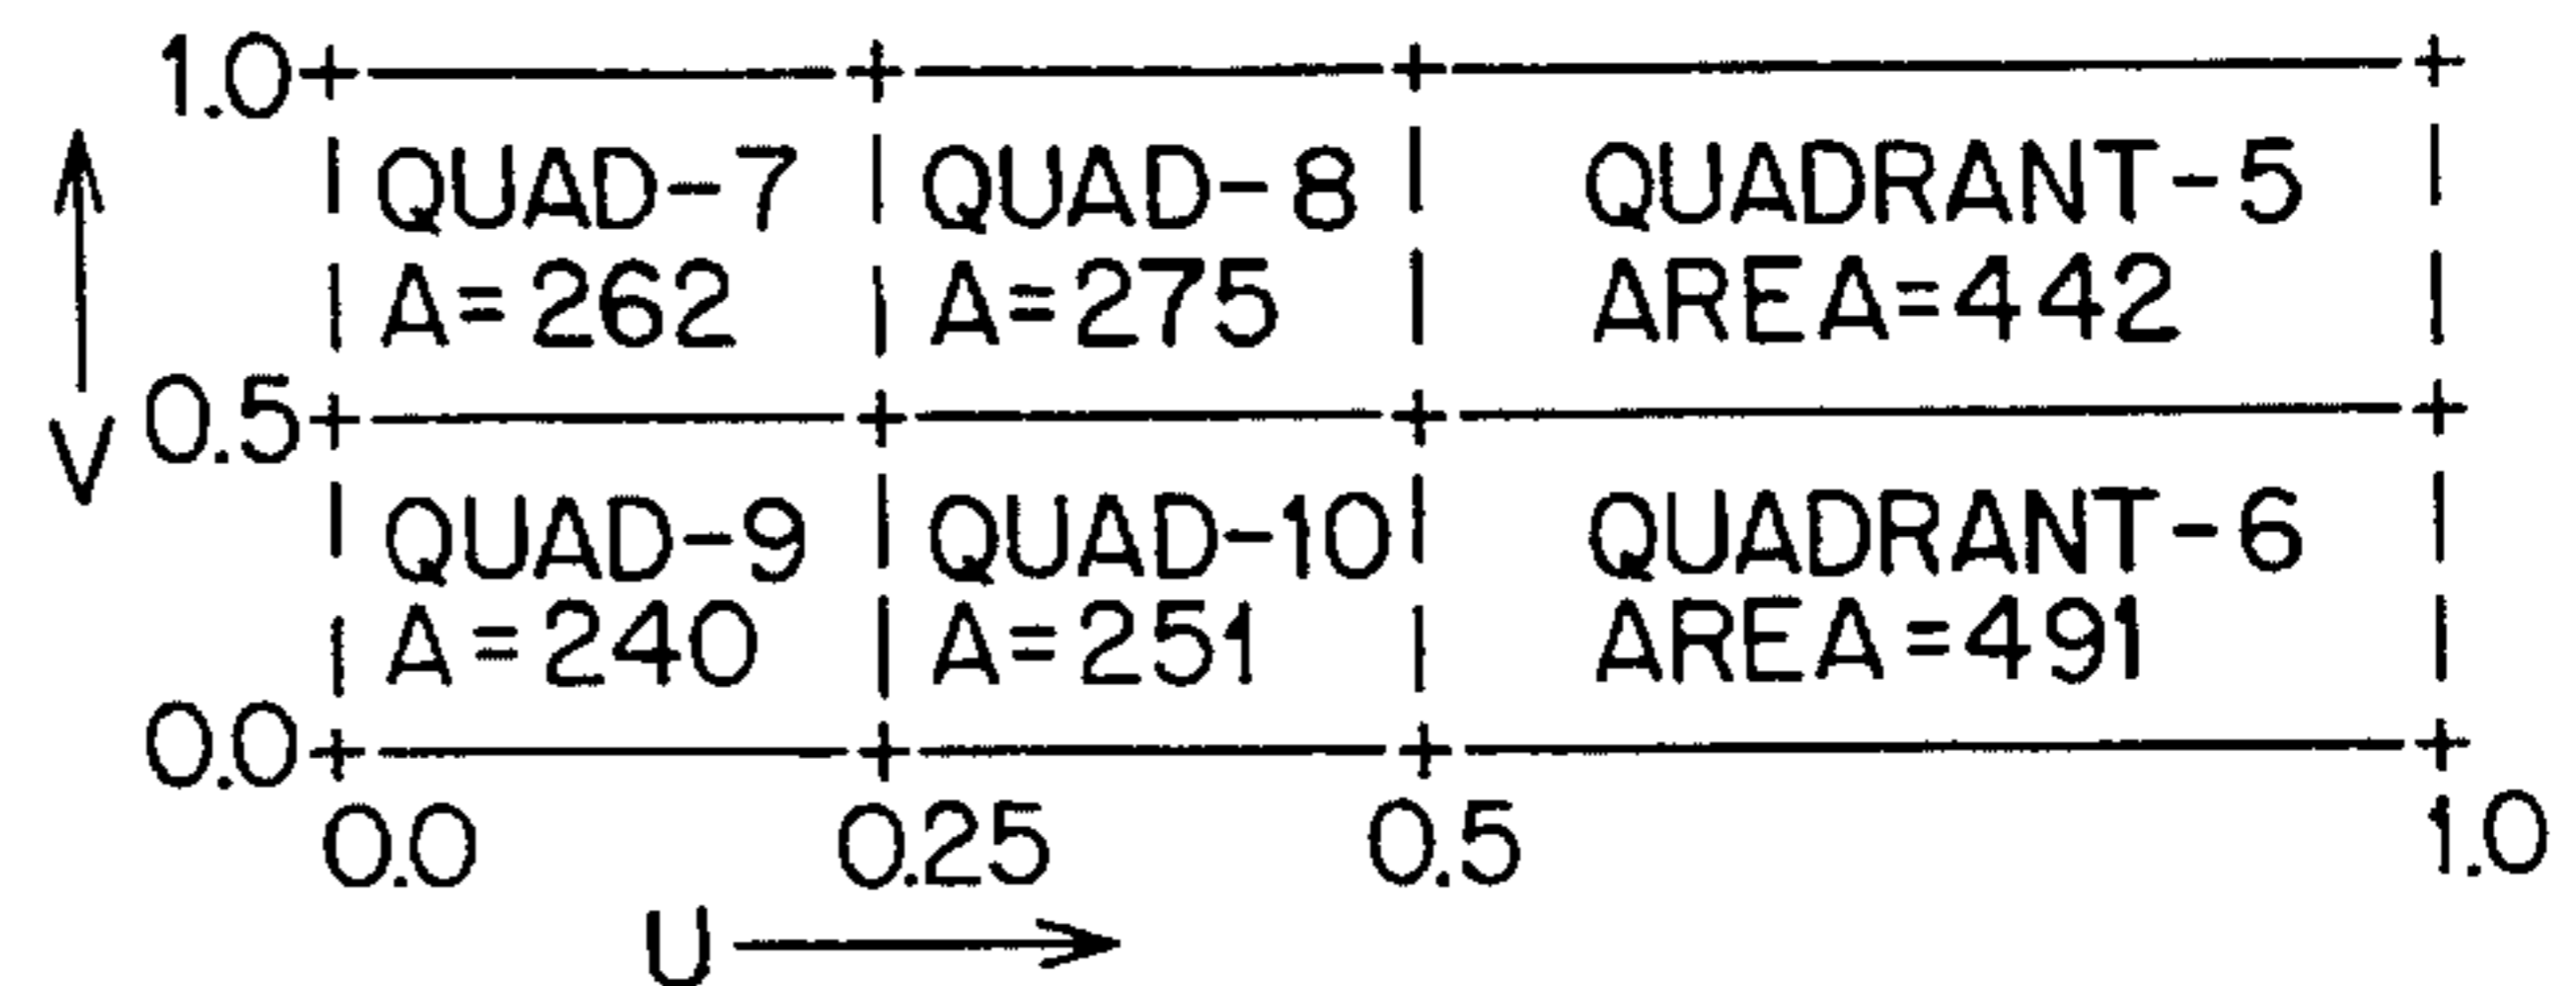 1.0
QUAD-7 QUAD-8 QUADRANT-5
A=262 A=275 AREA=442
0.5
V
QUAD-9 QUAD-10 QUADRANT-6
A=240 A=251 AREA=491
0.0
0.0 0.25 0.5 1.0
U